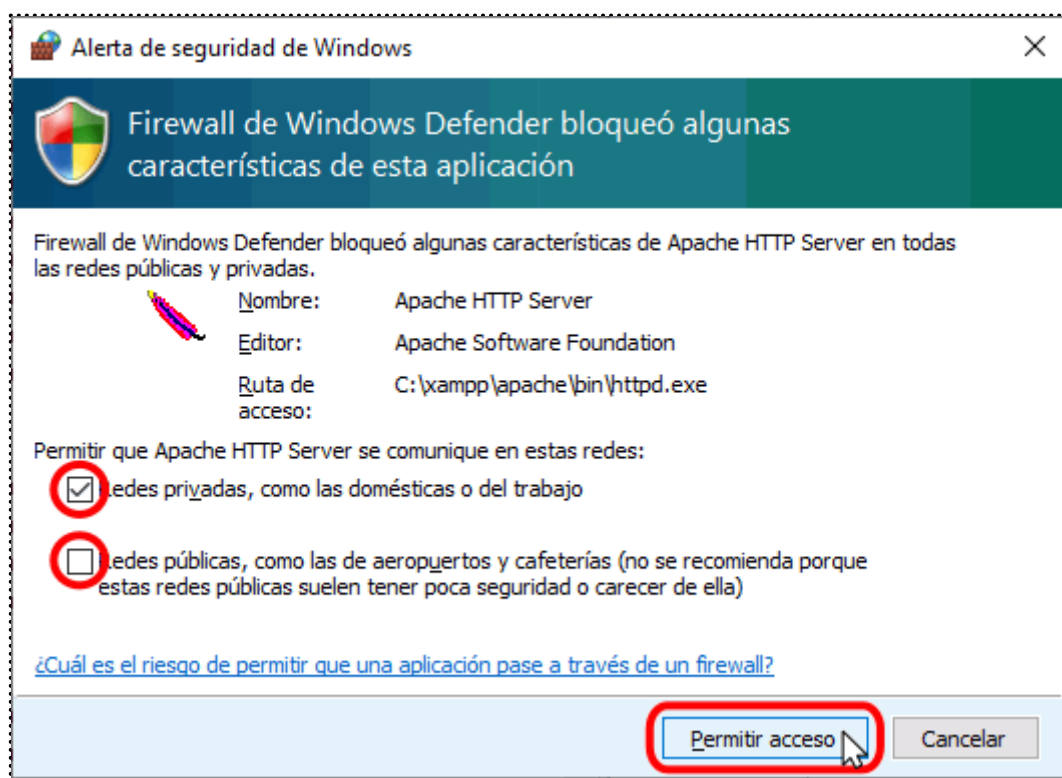 Alerta de seguridad de Windows
Firewall de Windows Defender bloqueó algunas
características de esta aplicación
Firewall de Windows Defender bloqueó algunas características de Apache HTTP Server en todas
las redes públicas y privadas.
Nombre: Apache HTTP Server
Editor: Apache Software Foundation
Ruta de C:\xampp\apache\bin\httpd.exe
acceso:
Permitir que Apache HTTP Server se comunique en estas redes:
Redes privadas, como las domésticas o del trabajo
Redes públicas, como las de aeropuertos y cafeterías (no se recomienda porque
estas redes públicas suelen tener poca seguridad o carecer de ella)
¿Cuál es el riesgo de permitir que una aplicación pase a través de un firewall?
Permitir acceso Cancelar